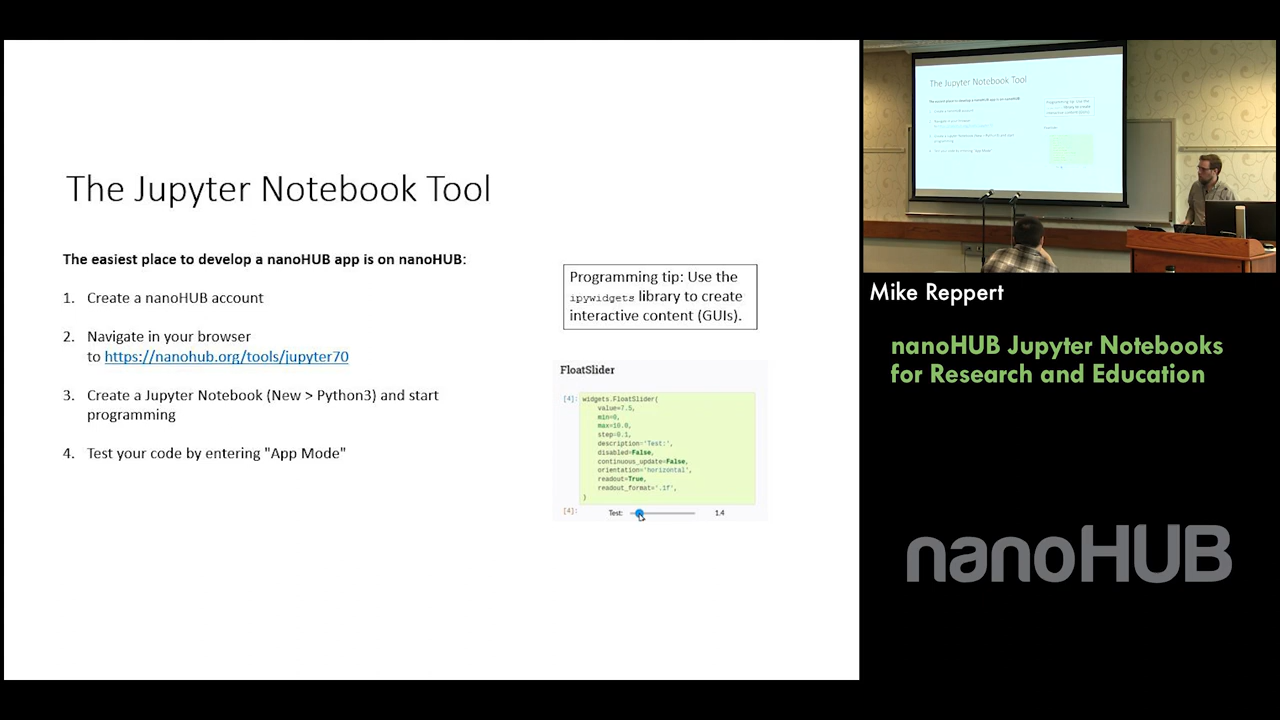 The Jupyter Notebook Tool
The easiest place to develop a nanoHUB app is on nanoHUB:
1. Create a nanoHUB account
2. Navigate in your browser
to https://nanohub.org/tools/jupyter70
3. Create a Jupyter Notebook (New > Python3) and start
programming
4. Test your code by entering "App Mode"
Programming tip: Use the
ipywidgets library to create
interactive content (GUIs).
FloatSlider
[4]: widgets.FloatSlider(
value=7.5,
min=0,
max=10.0,
step=0.1,
description='Test:',
disabled=False,
continuous_update=False,
orientation='horizontal',
readout=True,
readout_format='.1f',
)
[4]: Test: 1.4
The Jupyter Notebook Tool
Mike Reppert
nanoHUB Jupyter Notebooks
for Research and Education
nanoHUB